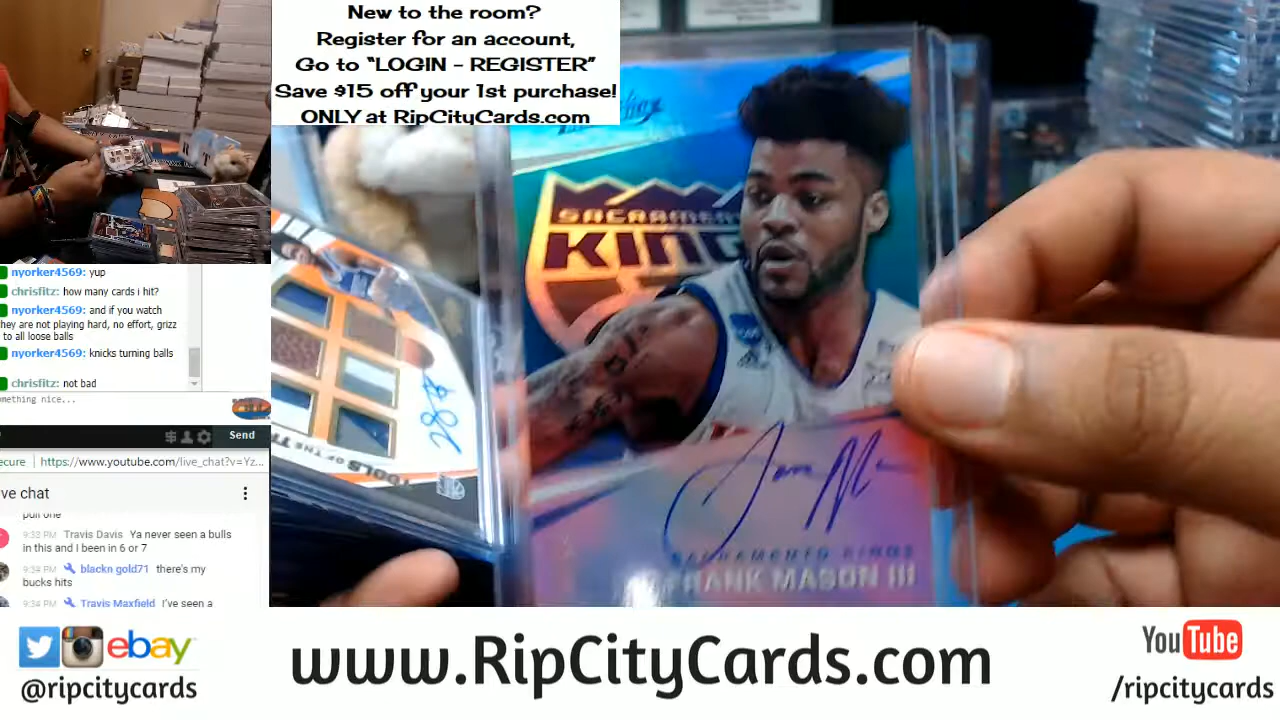 New to the room?
Register for an account,
Go to “LOGIN - REGISTER”
Save $15 off your 1st purchase!
ONLY at RipCityCards.com
SACRAMEN
KING
SACRAMENTO KINGS
FRANK MASON III
nyorker4569: yup
chrisfitz: how many cards i hit?
nyorker4569: and if you watch
hey are not playing hard, no effort, grizz
to all loose balls
nyorker4569: knicks turning balls
chrisfitz: not bad
mething nice...
Send
ecure https://www.youtube.com/live_chat?v=Yz...
ve chat
pull one
9:32 PM Travis Davis Ya never seen a bulls
in this and I been in 6 or 7
9:34 PM blackn gold71 there's my
bucks hits
9:34 PM Travis Maxfield I've seen a
ebay
@ripcitycards
www.RipCityCards.com
YouTube
/ripcitycards